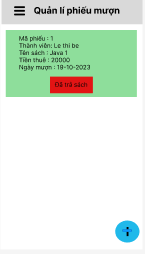 Quản lí phiếu mượn
Mã phiếu : 1
Thành viên: Le thi be
Tên sách : Java 1
Tiền thuê : 20000
Ngày mượn : 19-10-2023
Đã trả sách